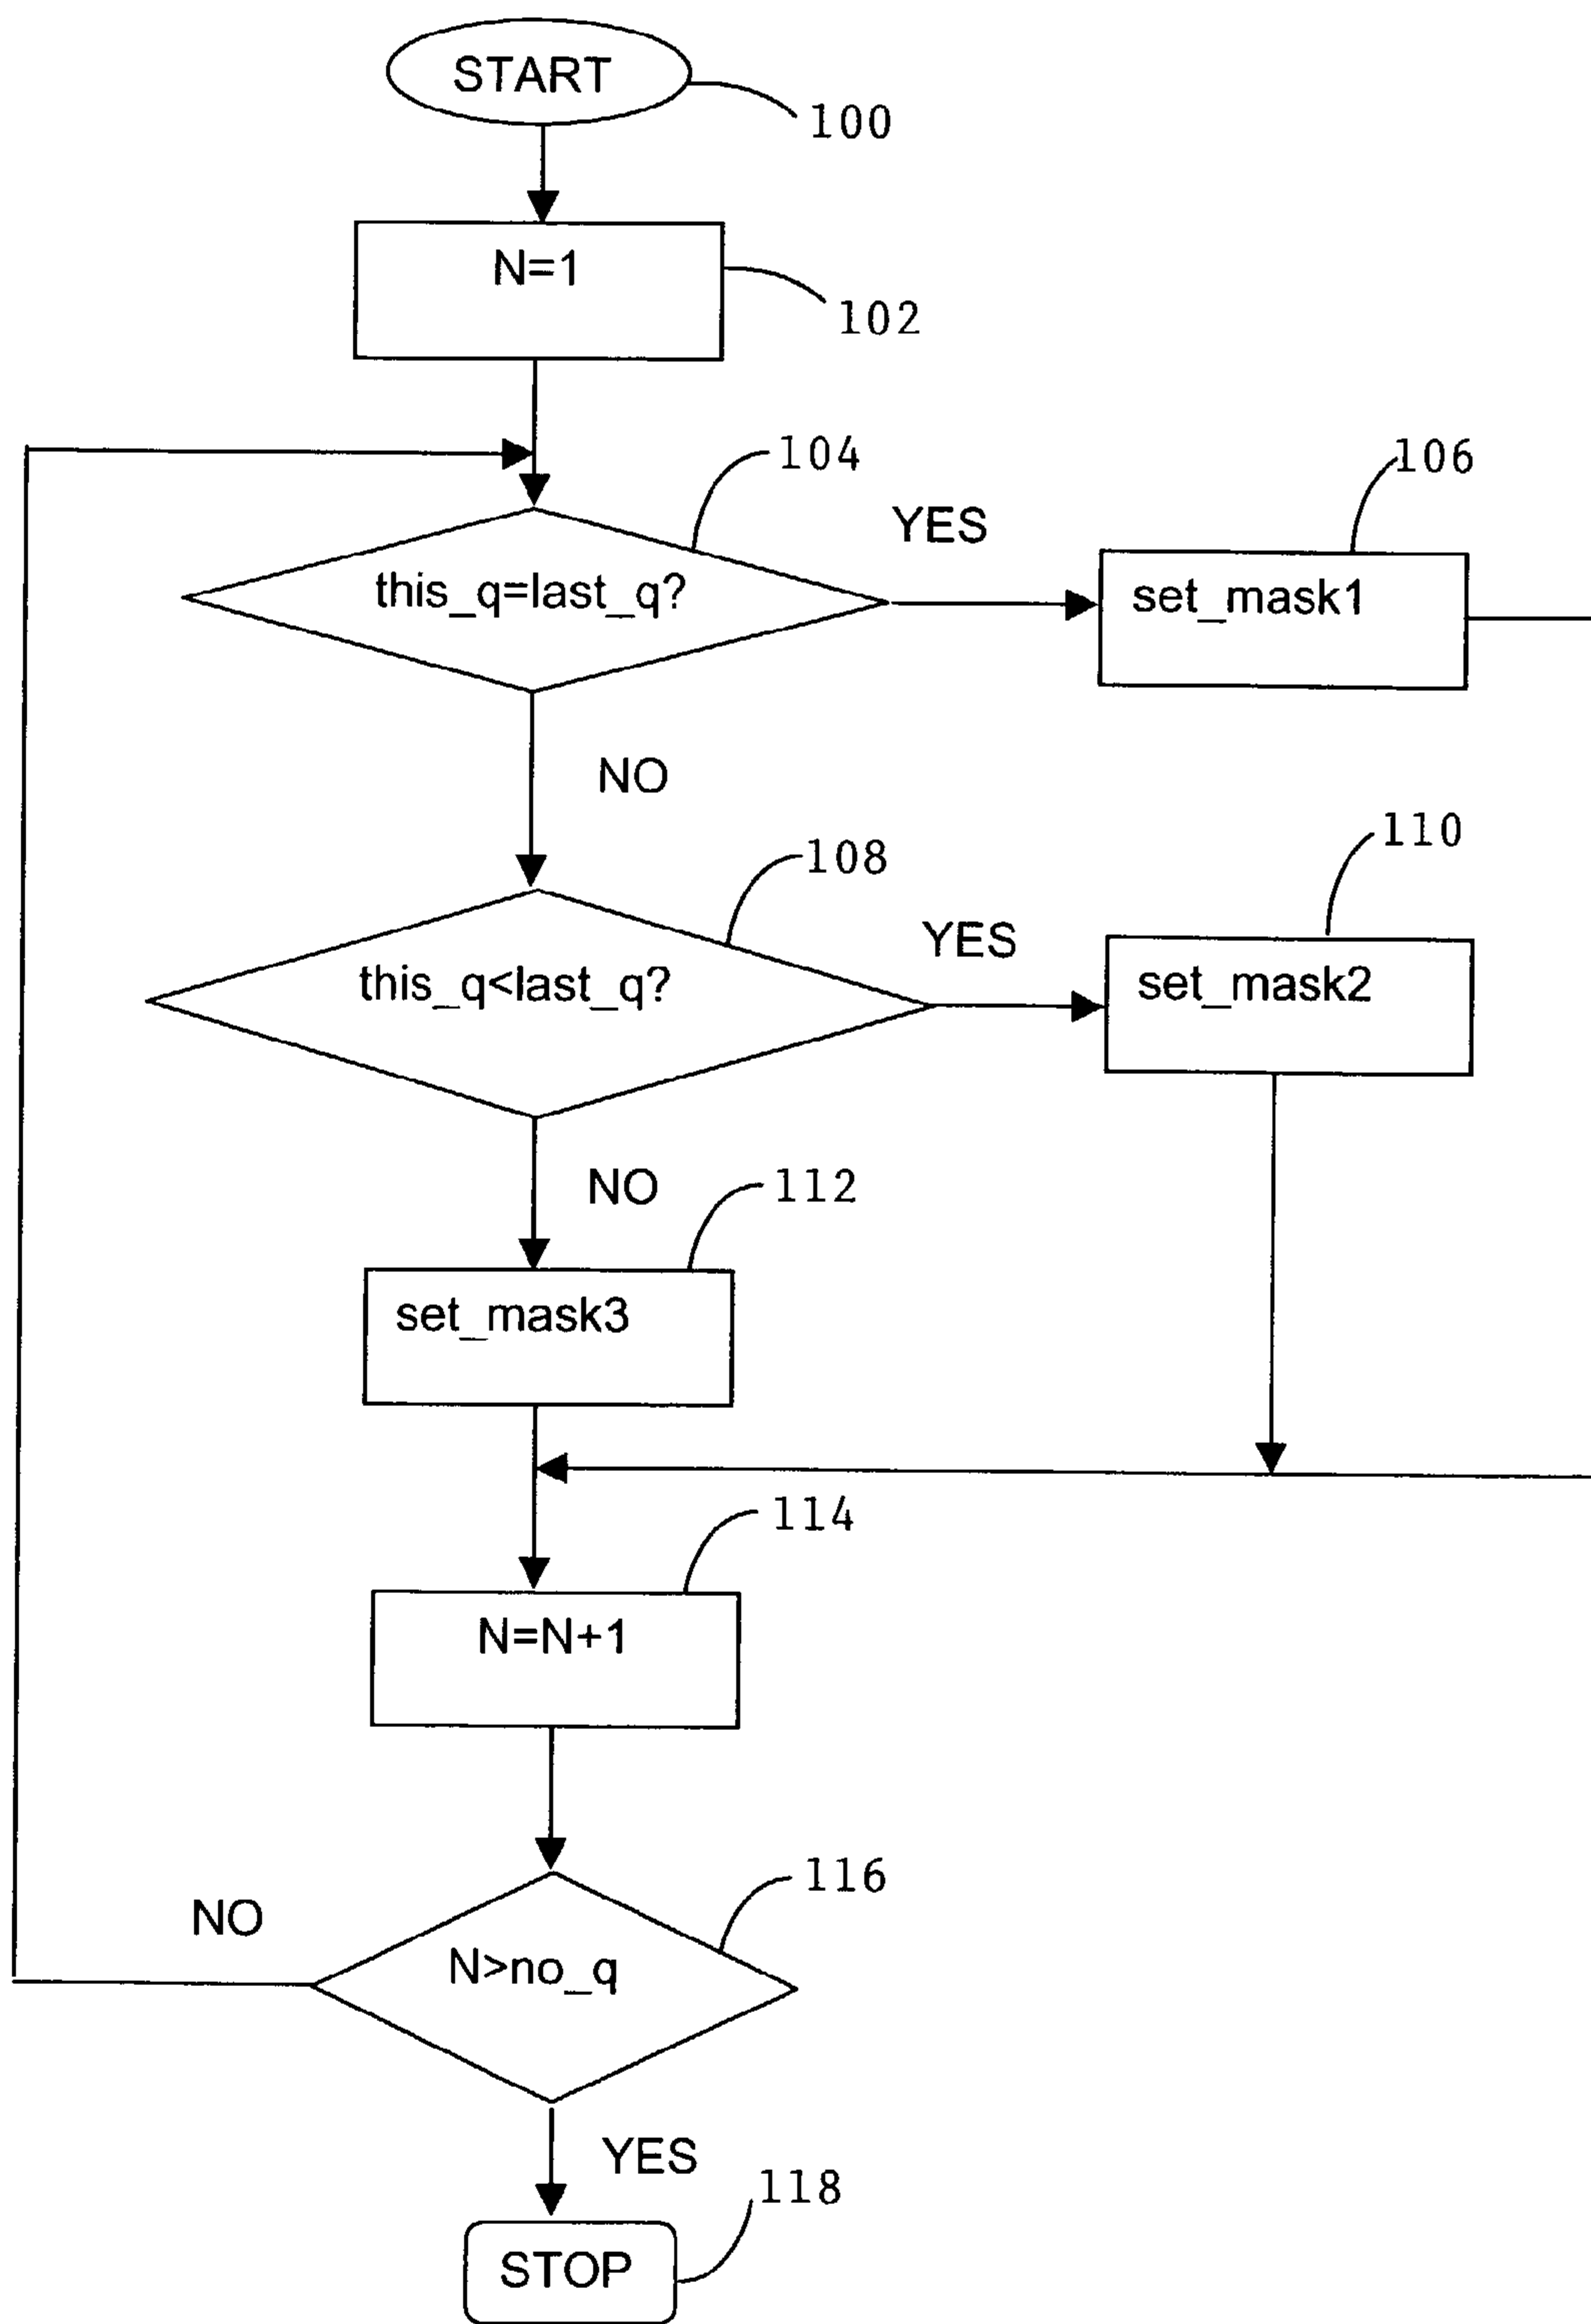 START
100
N=1
102
104
YES
106
this_q=last_q?
set_mask1
NO
108
110
YES
this_q<last_q?
set_mask2
NO
112
set_mask3
114
N=N+1
116
NO
N>no_q
YES
118
STOP